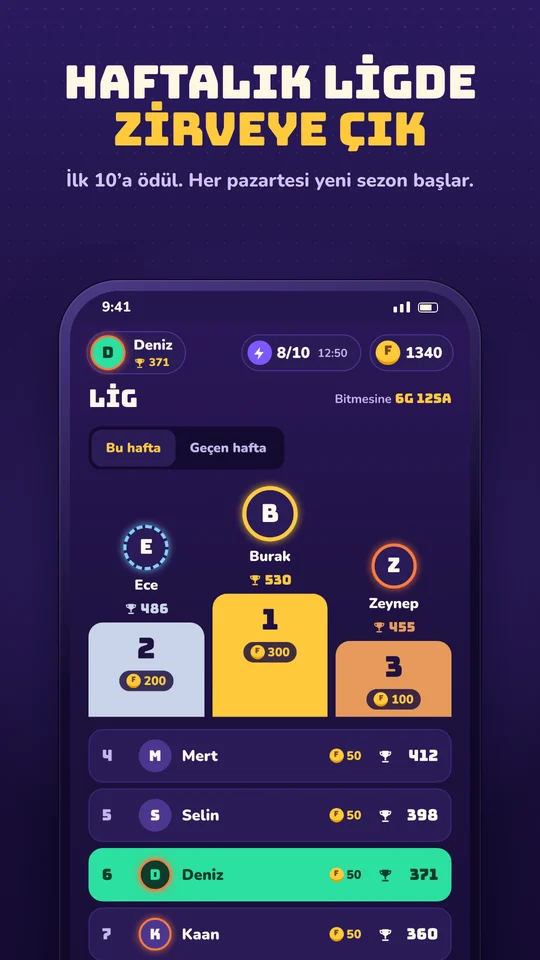 HAFTALIK LİGDE
ZİRVEYE ÇIK
İlk 10’a ödül. Her pazartesi yeni sezon başlar.
9:41
D Deniz 371
8/10 12:50
F 1340
LİG
Bitmesine 6G 12SA
Bu hafta Geçen hafta
B
Burak
530
E
Ece
486
Z
Zeynep
455
1
F 300
2
F 200
3
F 100
4 M Mert F 50 412
5 S Selin F 50 398
6 D Deniz F 50 371
7 K Kaan F 50 360